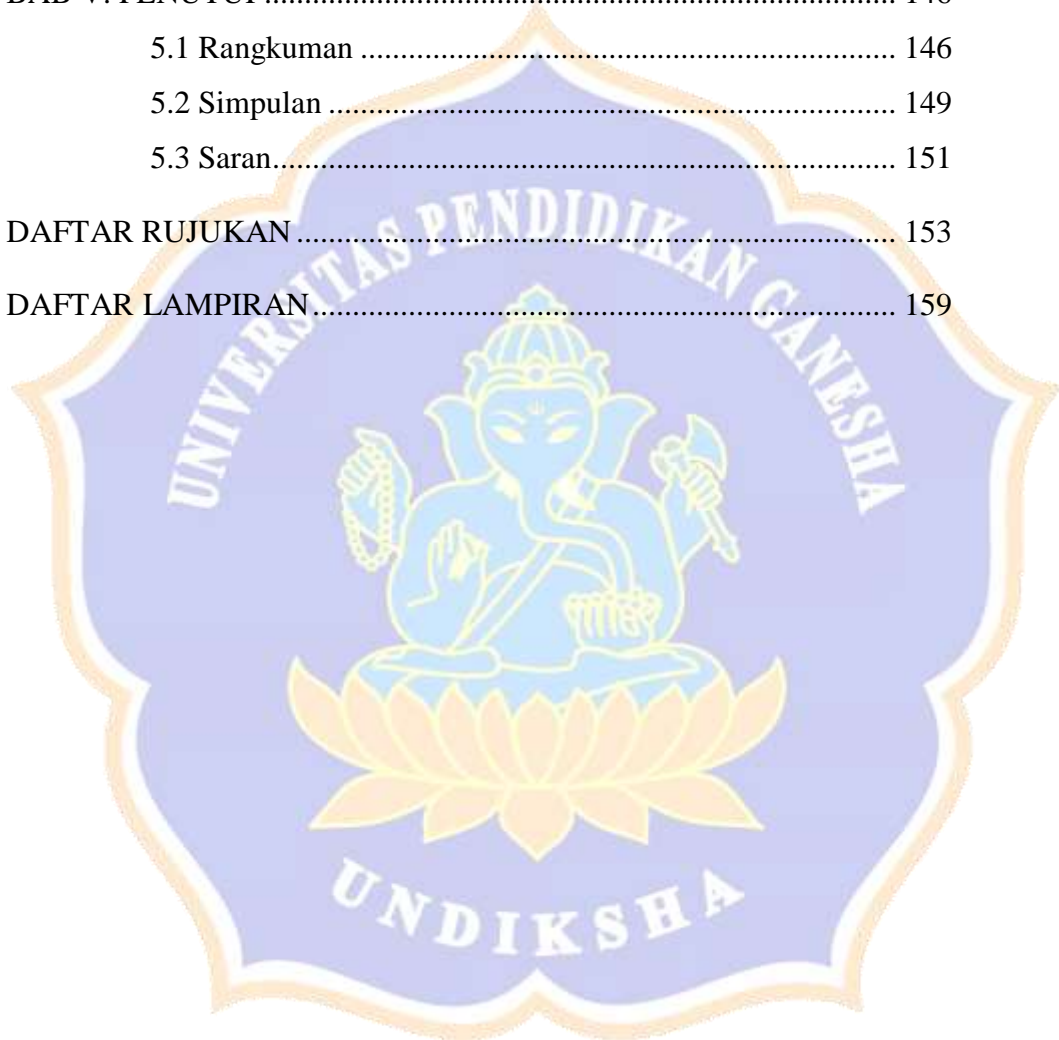 5.1 Rangkuman ........................................................................ 146
5.2 Simpulan ............................................................................ 149
5.3 Saran................................................................................... 151
DAFTAR RUJUKAN ........................................................................... 153
DAFTAR LAMPIRAN......................................................................... 159
UNIVERSITAS PENDIDIKAN GANESHA
UNDIKSHA